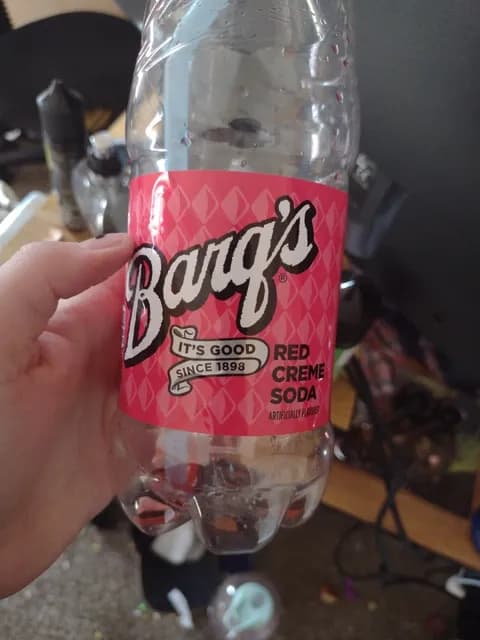 Barq's®
IT'S GOOD
SINCE 1898
RED
CREME
SODA
ARTIFICIALLY FLAVORED